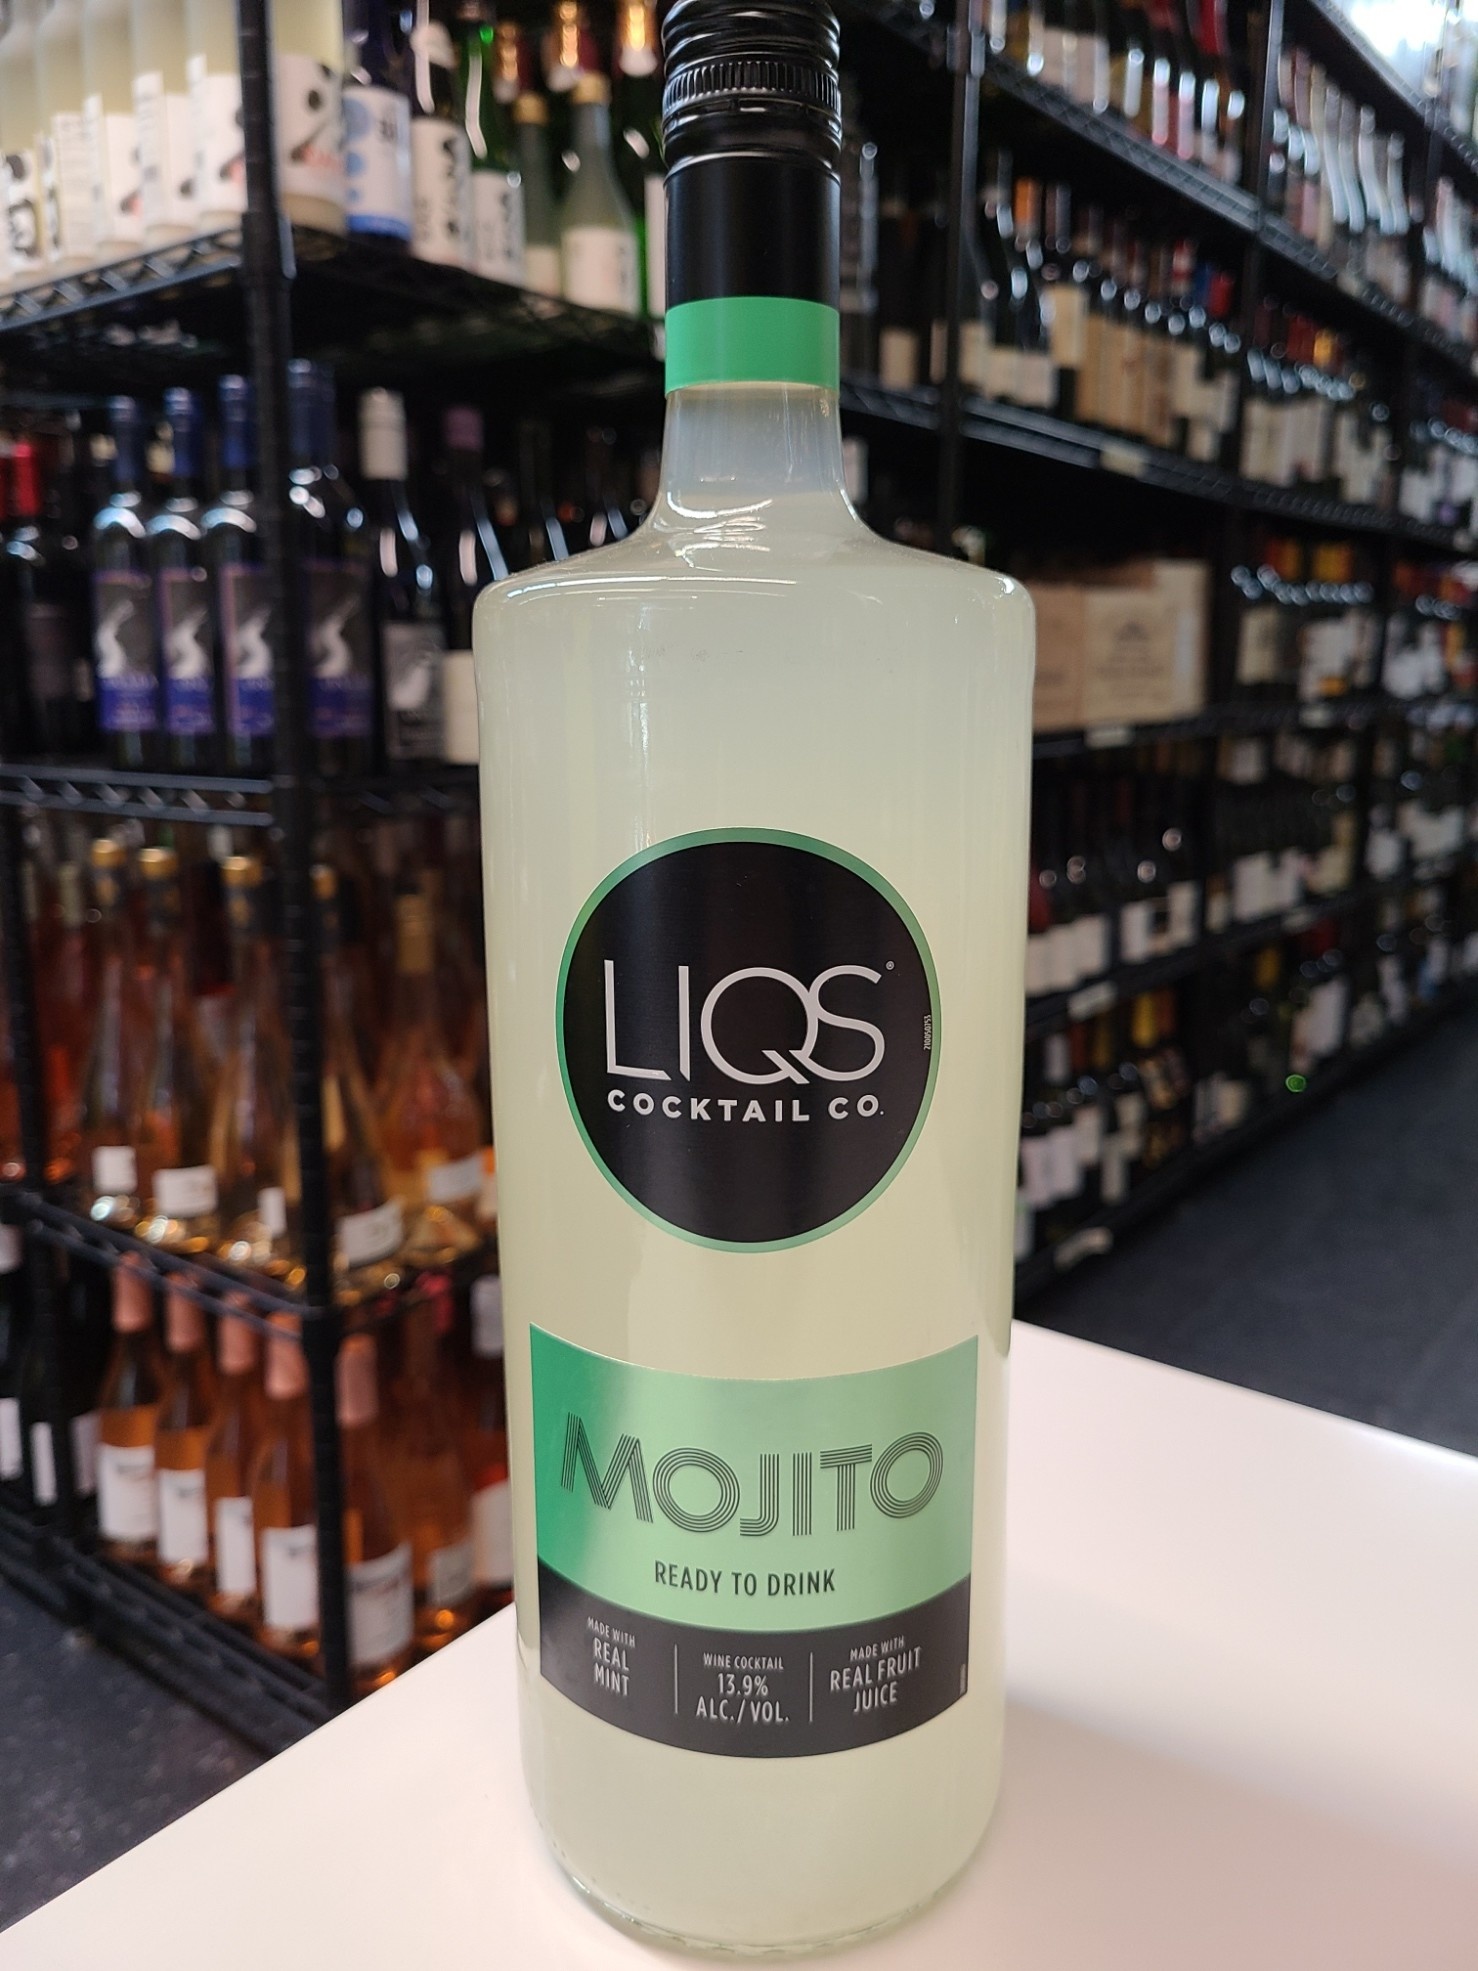 LIQS®
COCKTAIL CO.
MOJITO
READY TO DRINK
MADE WITH
REAL
MINT
WINE COCKTAIL
13.9%
ALC./VOL.
MADE WITH
REAL FRUIT
JUICE